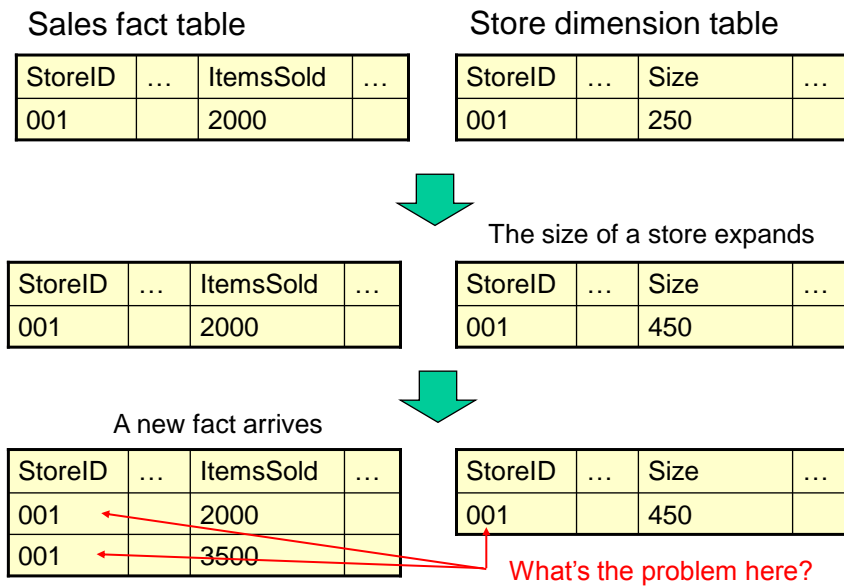 Sales fact table
Store dimension table
StoreID … ItemsSold …
001 2000
StoreID … Size …
001 250
The size of a store expands
StoreID … ItemsSold …
001 2000
StoreID … Size …
001 450
A new fact arrives
StoreID … ItemsSold …
001 2000
001 3500
StoreID … Size …
001 450
What's the problem here?